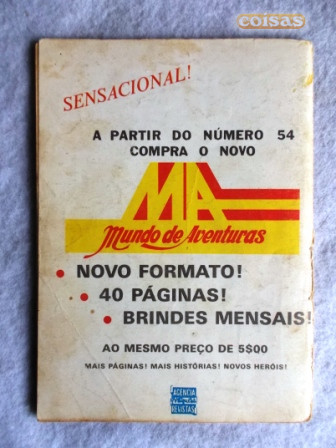 coisas
SENSACIONAL!
A PARTIR DO NÚMERO 54
COMPRA O NOVO
MA
Mundo de Aventuras
• NOVO FORMATO!
• 40 PÁGINAS!
• BRINDES MENSAIS!
AO MESMO PREÇO DE 5$00
MAIS PÁGINAS! MAIS HISTÓRIAS! NOVOS HERÓIS!
AGENCIA
REVISTAS